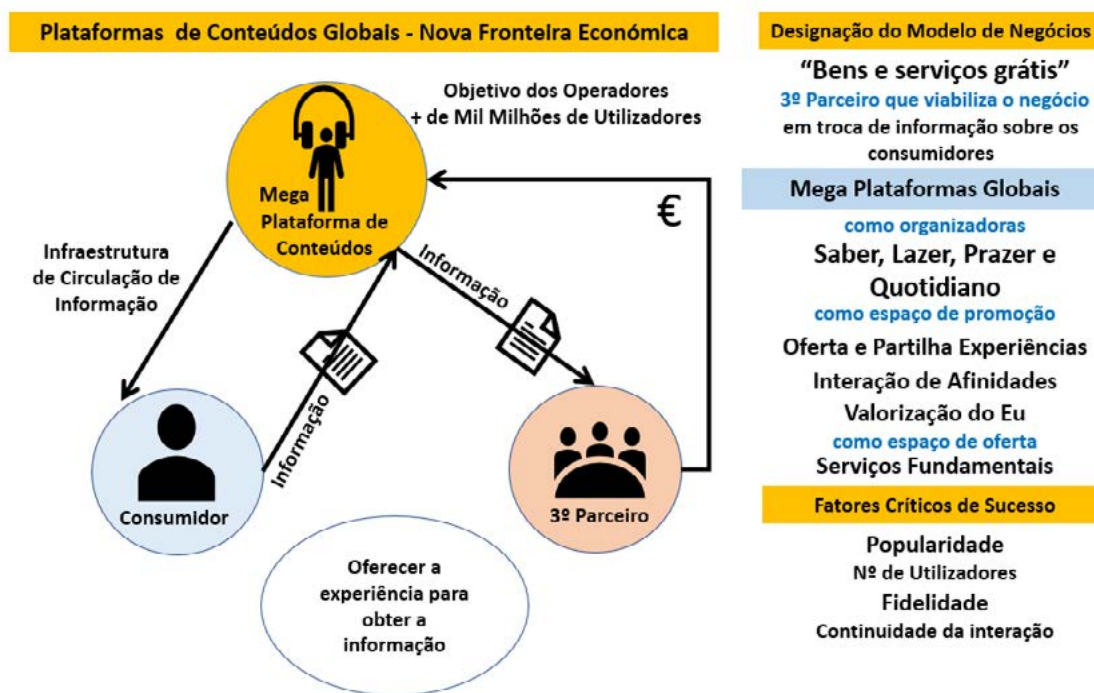 Plataformas de Conteúdos Globais - Nova Fronteira Económica
Objetivo dos Operadores
+ de Mil Milhões de Utilizadores
Mega
Plataforma de
Conteúdos
€
Infraestrutura
de Circulação de
Informação
Informação
Informação
Consumidor
3º Parceiro
Oferecer a
experiência para
obter a
informação
Designação do Modelo de Negócios
“Bens e serviços grátis”
3º Parceiro que viabiliza o negócio
em troca de informação sobre os
consumidores
Mega Plataformas Globais
como organizadoras
Saber, Lazer, Prazer e
Quotidiano
como espaço de promoção
Oferta e Partilha Experiências
Interação de Afinidades
Valorização do Eu
como espaço de oferta
Serviços Fundamentais
Fatores Críticos de Sucesso
Popularidade
Nº de Utilizadores
Fidelidade
Continuidade da interação